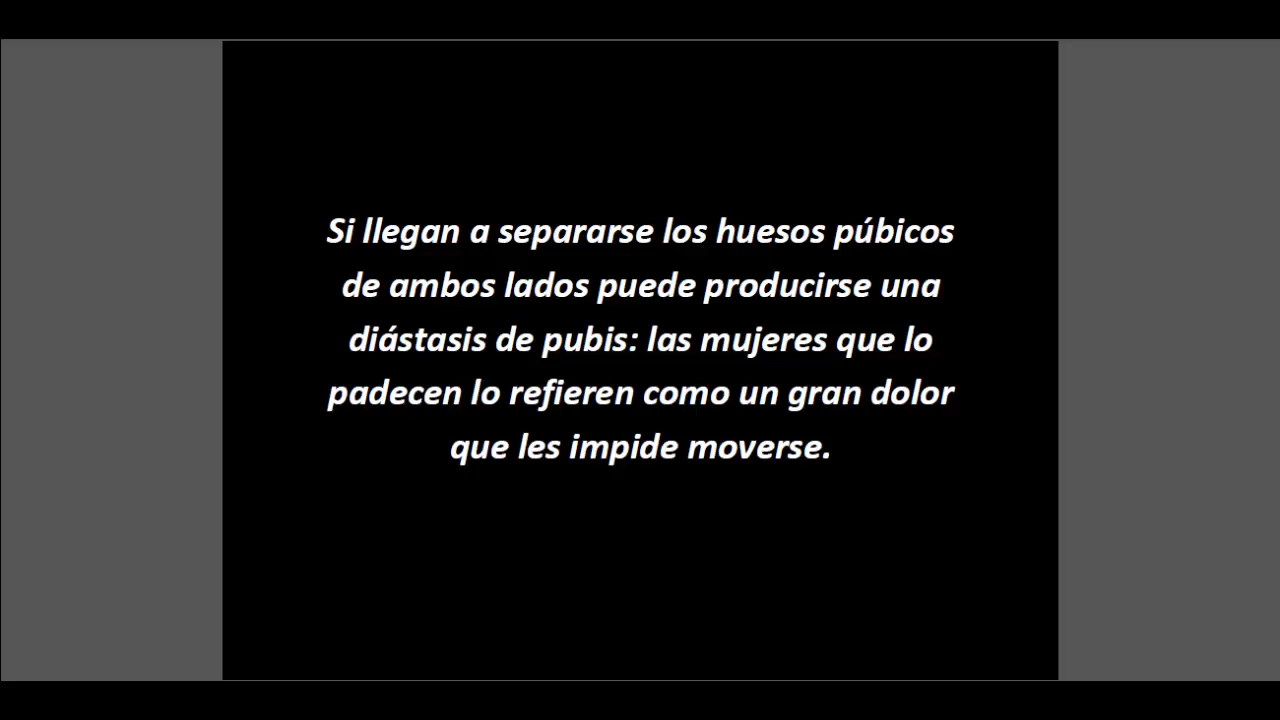 Si llegan a separarse los huesos púbicos
de ambos lados puede producirse una
diástasis de pubis: las mujeres que lo
padecen lo refieren como un gran dolor
que les impide moverse.